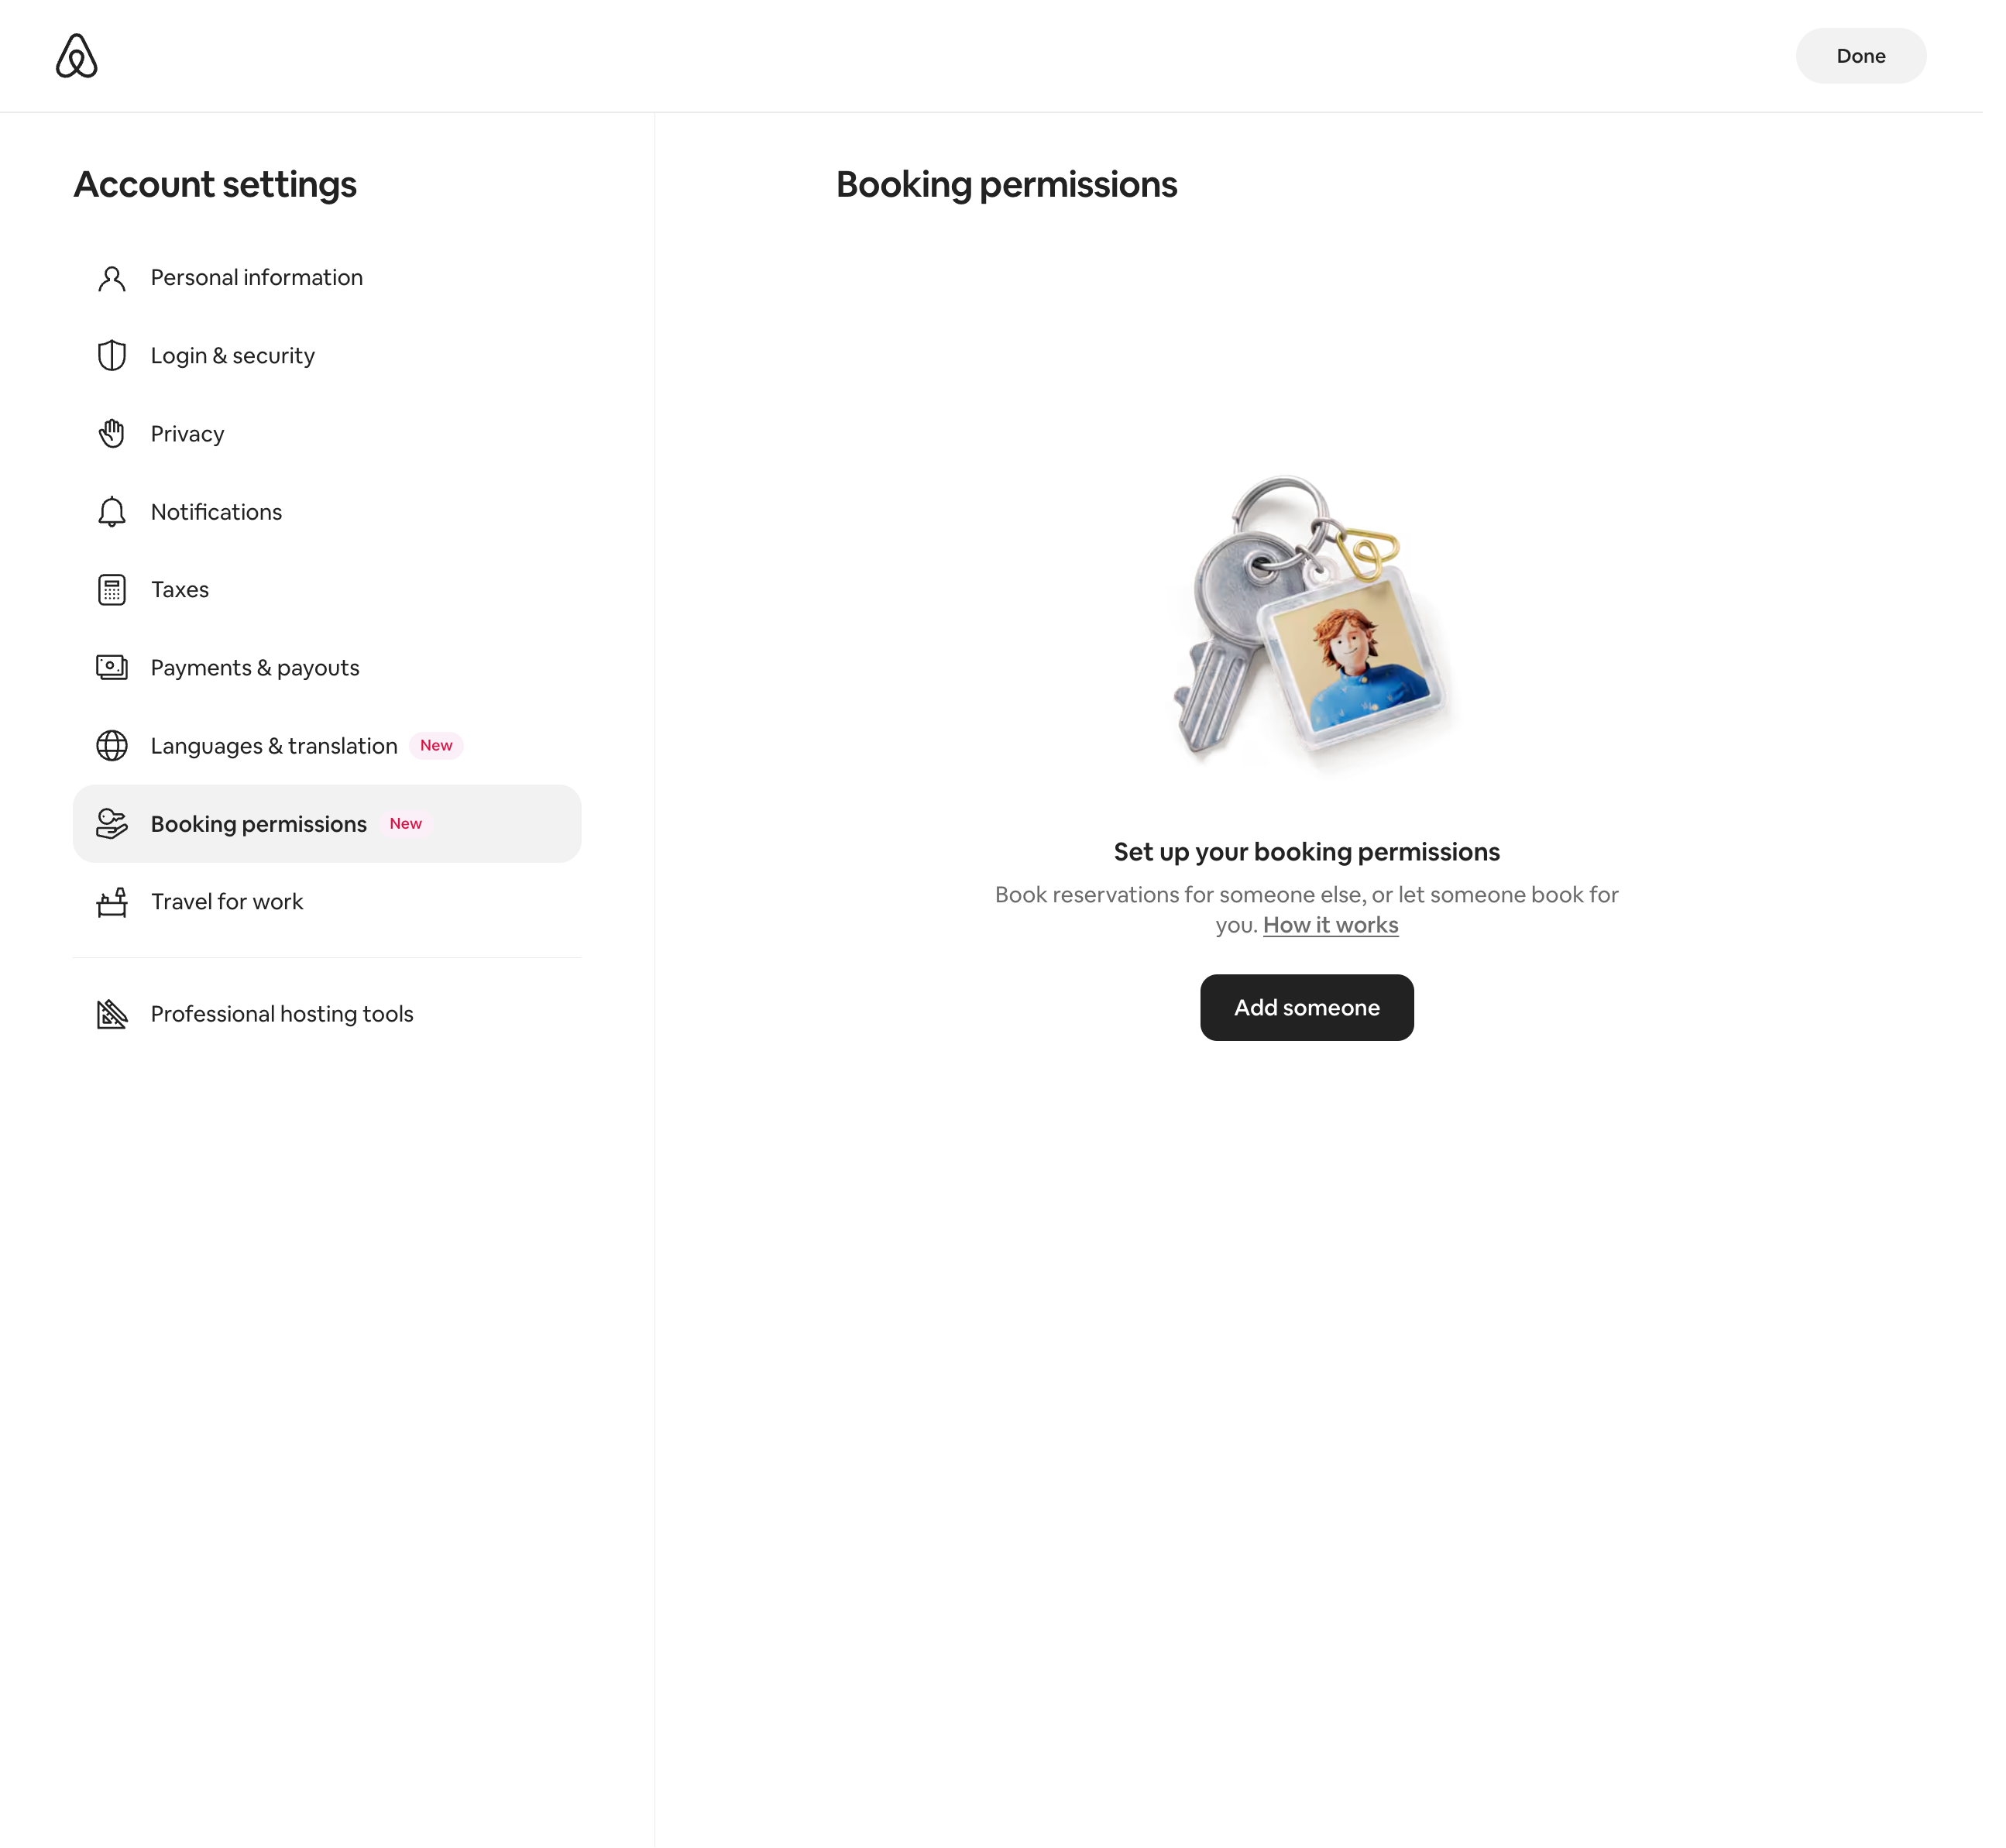 Done
Account settings
Personal information
Login & security
Privacy
Notifications
Taxes
Payments & payouts
Languages & translation New
Booking permissions New
Travel for work
Professional hosting tools
Booking permissions
Set up your booking permissions
Book reservations for someone else, or let someone book for
you. How it works
Add someone